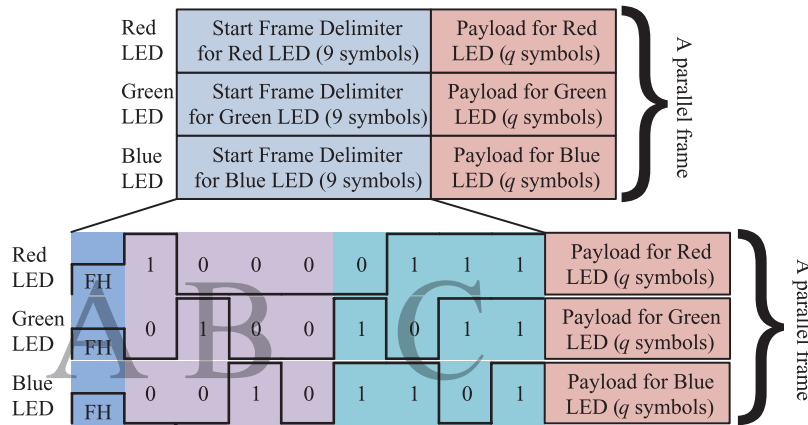 Red
LED
Start Frame Delimiter
for Red LED (9 symbols)
Payload for Red
LED (q symbols)
Green
LED
Start Frame Delimiter
for Green LED (9 symbols)
Payload for Green
LED (q symbols)
Blue
LED
Start Frame Delimiter
for Blue LED (9 symbols)
Payload for Blue
LED (q symbols)
A parallel frame
Red
LED
FH 1 0 0 0 0 1 1 1
Payload for Red
LED (q symbols)
Green
LED
FH 0 1 0 0 1 0 1 1
Payload for Green
LED (q symbols)
Blue
LED
FH 0 0 1 0 1 1 0 1
Payload for Blue
LED (q symbols)
A B C
A parallel frame